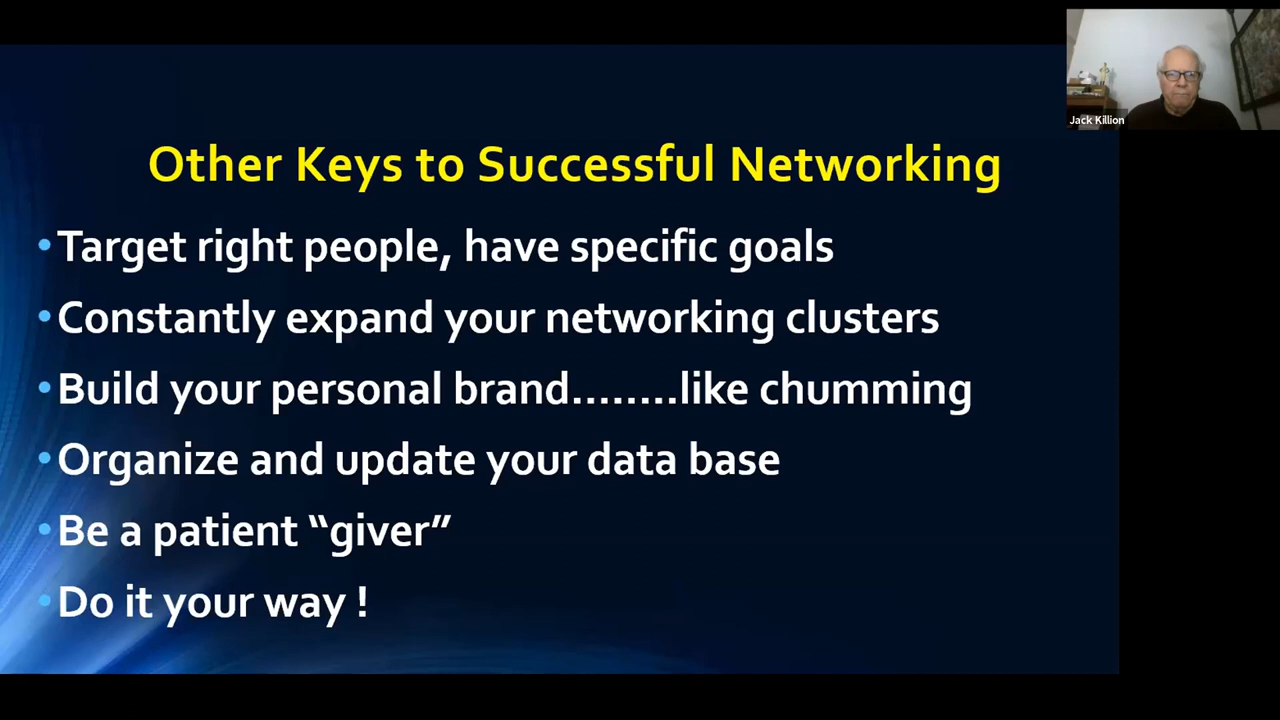 Jack Killion
Other Keys to Successful Networking
• Target right people, have specific goals
• Constantly expand your networking clusters
• Build your personal brand........like chumming
• Organize and update your data base
• Be a patient “giver”
• Do it your way !